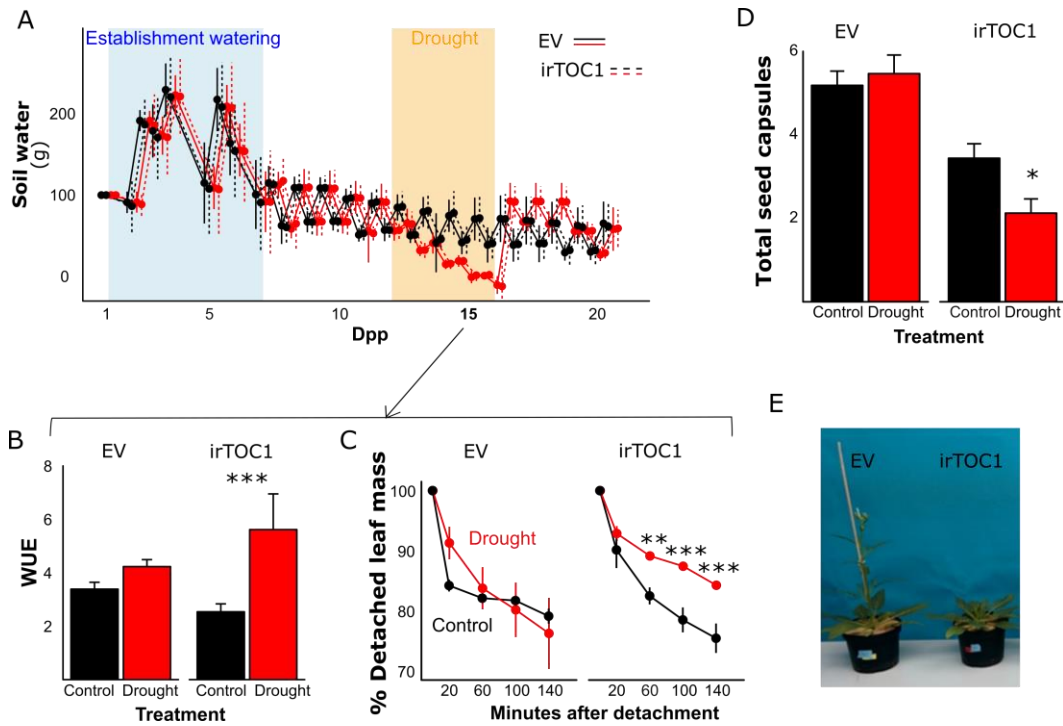 A
Establishment watering
Drought
EV
irTOC1
Soil water
(g)
200
100
0
1 5 10 15 20
Dpp
D
EV irTOC1
Total seed capsules
6
4
2
*
Control Drought Control Drought
Treatment
B
EV irTOC1
WUE
8
6
4
2
***
Control Drought Control Drought
Treatment
C
EV irTOC1
% Detached leaf mass
100
90
80
70
Drought
Control
** *** ***
20 60 100 140 20 60 100 140
Minutes after detachment
E
EV irTOC1